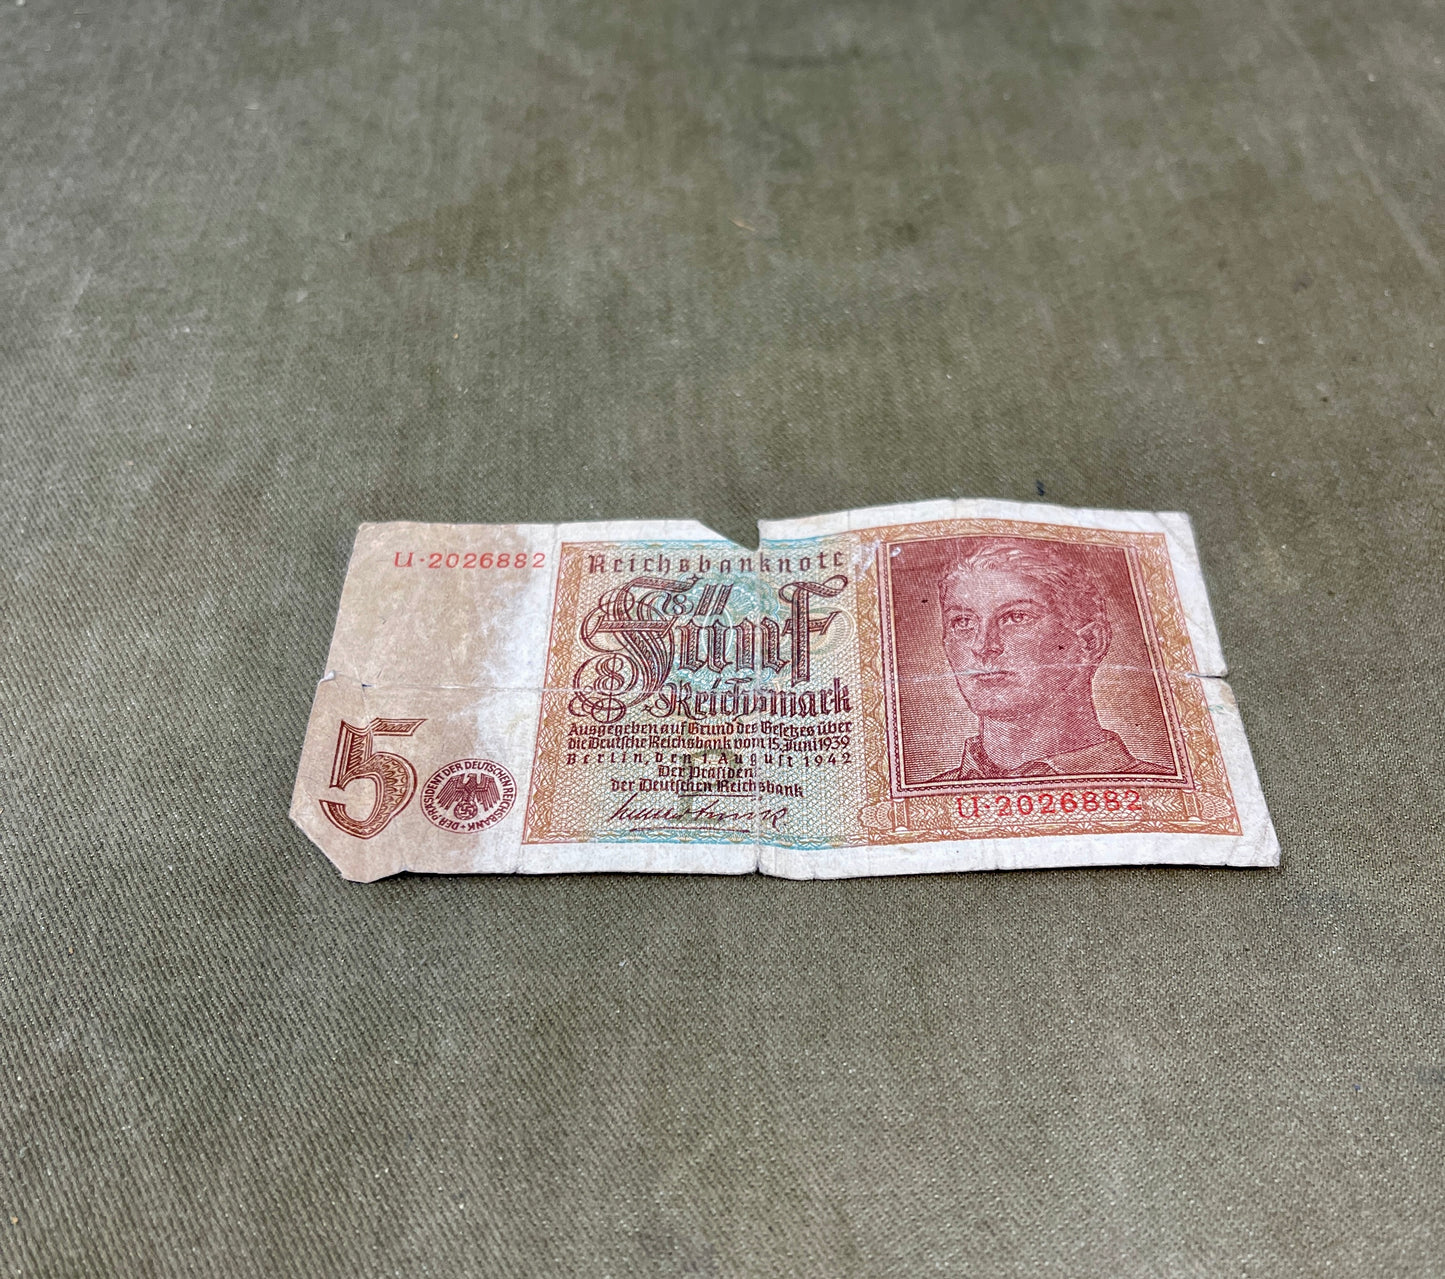 U·2026882
Reichsbanknote
Fünf
Reichsmark
Ausgegeben auf Grund des Gesetzes über
die Deutsche Reichsbank vom 15. Juni 1939
Berlin, den 1. August 1942
Der Präsident
der Deutschen Reichsbank
5
DER PRÄSIDENT DER DEUTSCHEN REICHSBANK
U·2026882